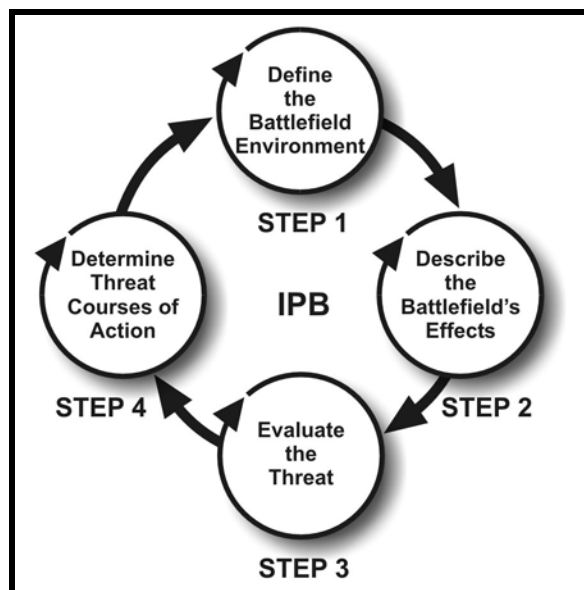 Define
the
Battlefield
Environment
STEP 1
Describe
the
Battlefield's
Effects
STEP 2
Evaluate
the
Threat
STEP 3
Determine
Threat
Courses of
Action
STEP 4
IPB